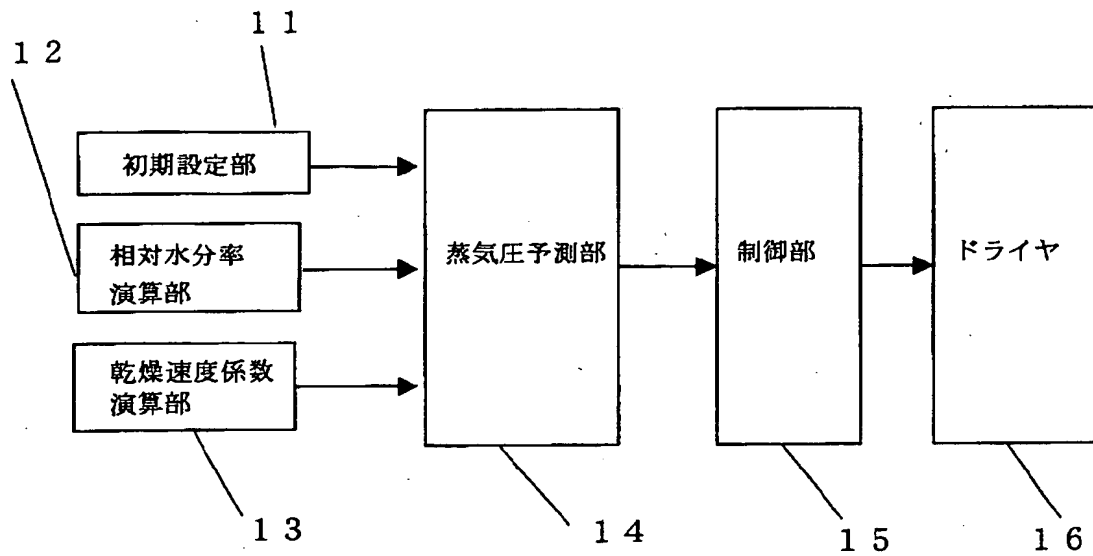 １１
１２
初期設定部
相対水分率
演算部
乾燥速度係数
演算部
蒸気圧予測部
制御部
ドライヤ
１３
１４
１５
１６